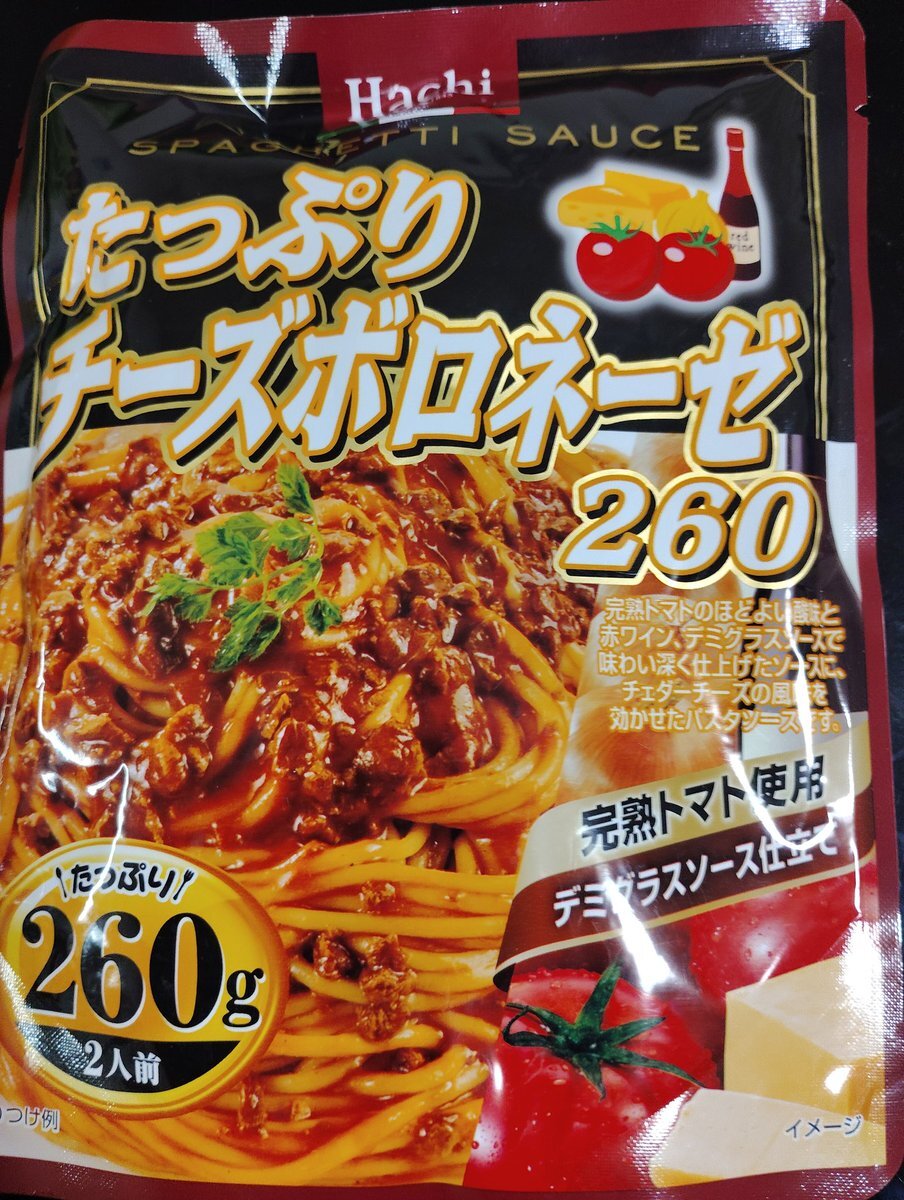 Hachi
SPAGHETTI SAUCE
red
wine
たっぷり
チーズボロネーゼ
260
完熟トマトのほどよい酸味と
赤ワイン、デミグラスソースで
味わい深く仕上げたソースに、
チェダーチーズの風味を
効かせたパスタソースです。
完熟トマト使用
デミグラスソース仕立て
たっぷり
260g
2人前
つけ例
イメージ